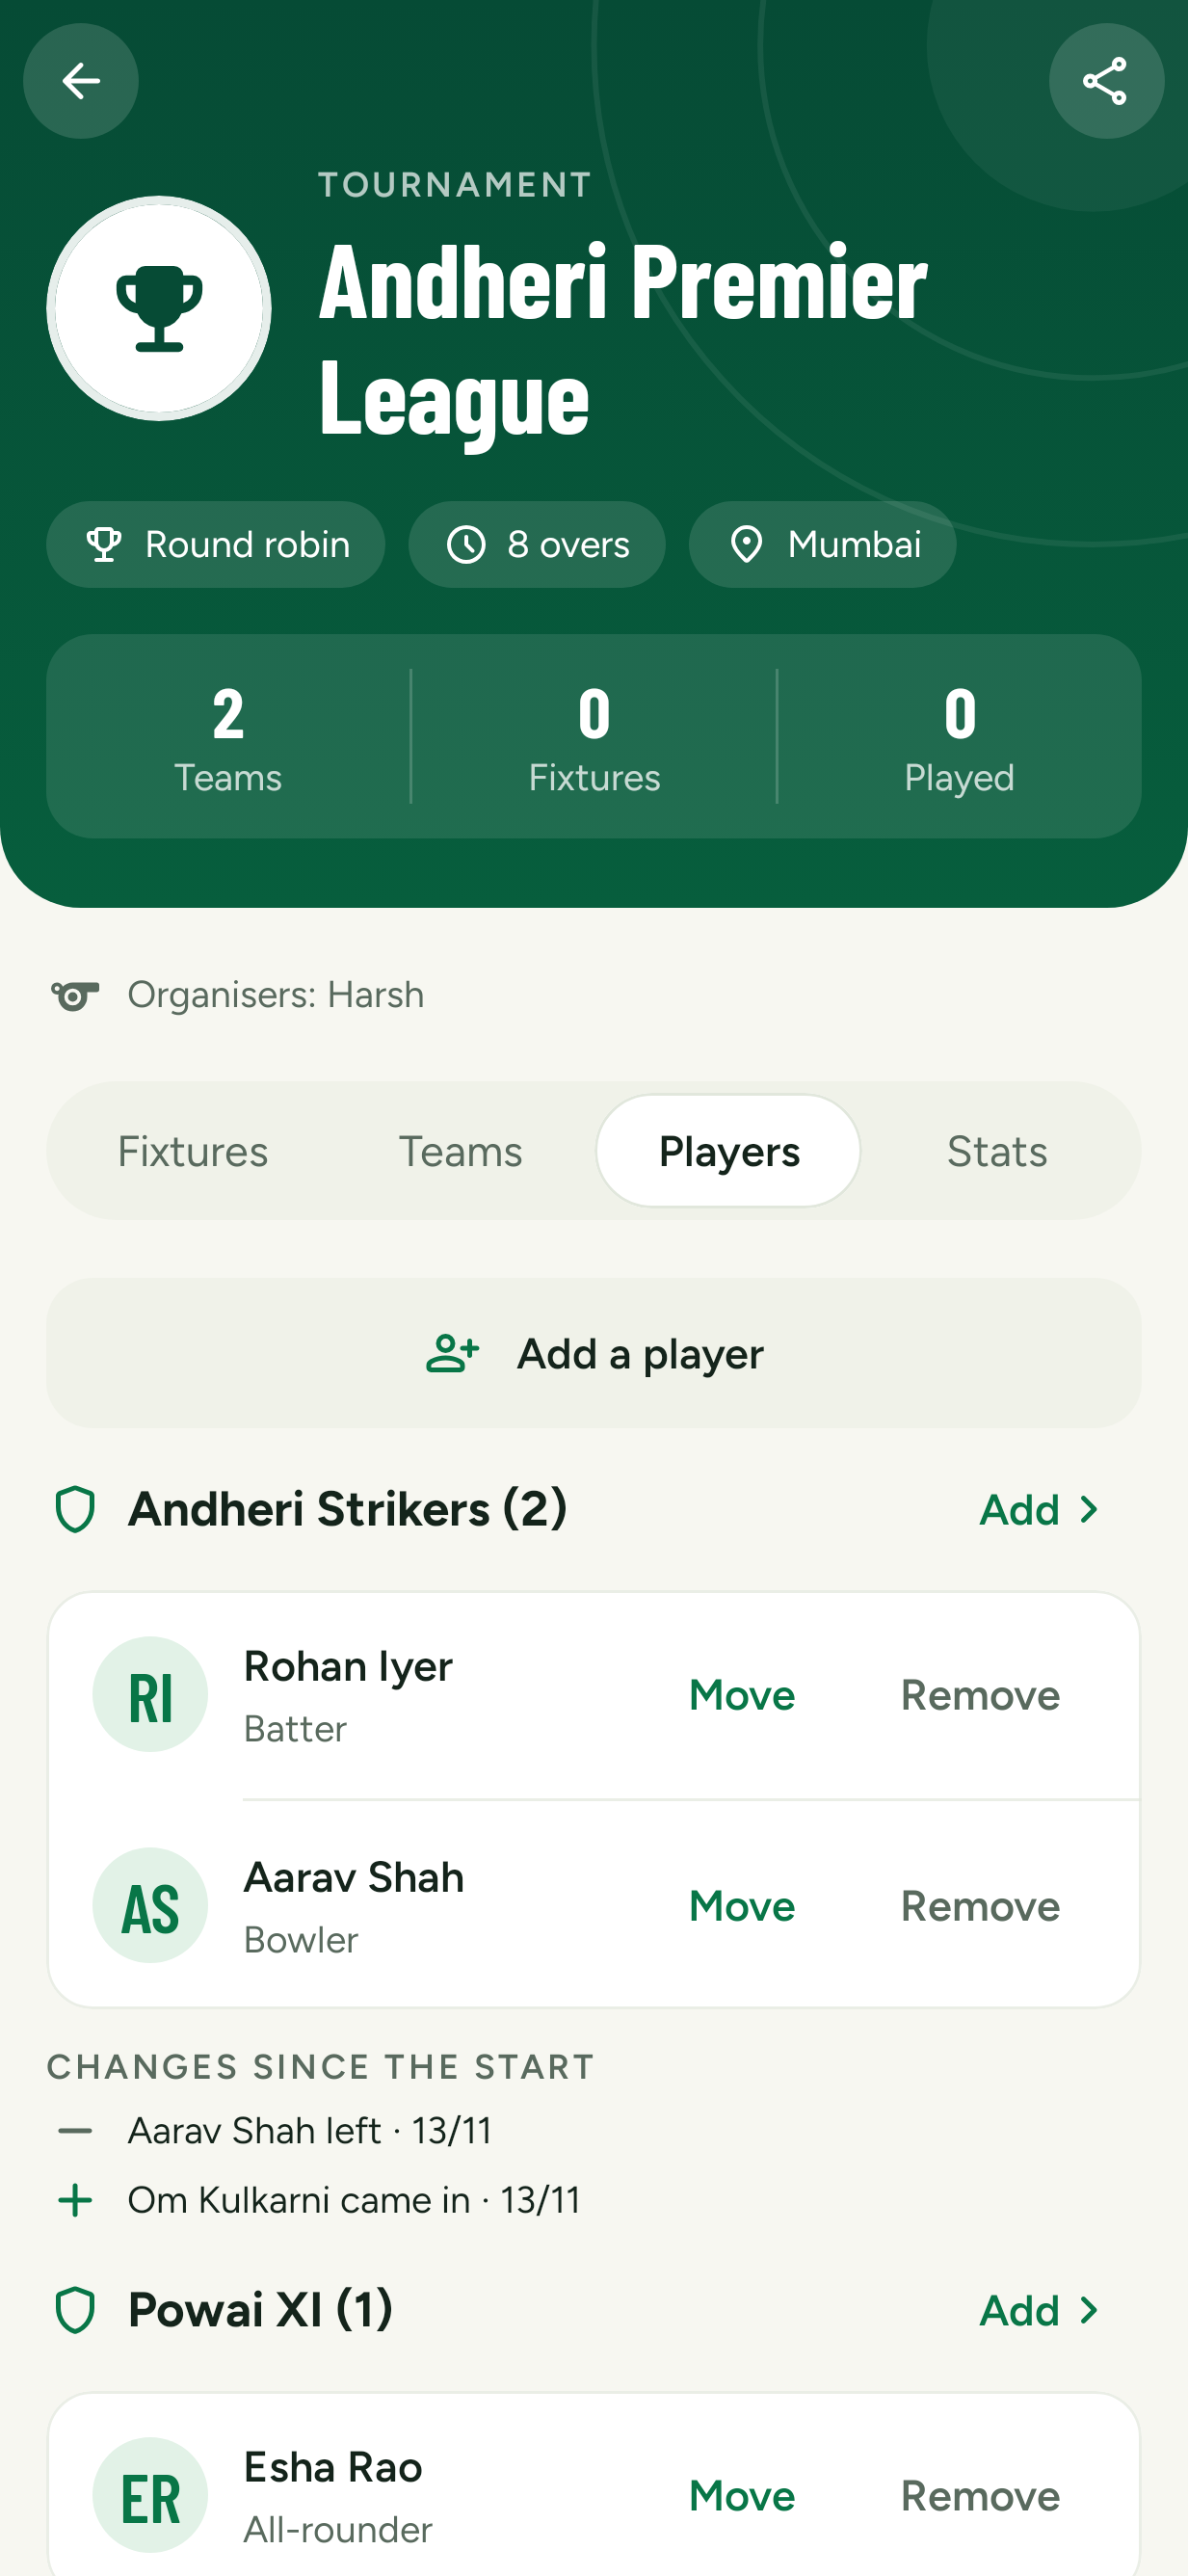 TOURNAMENT
Andheri Premier
League
Round robin
8 overs
Mumbai
2
Teams
0
Fixtures
0
Played
Organisers: Harsh
Fixtures
Teams
Players
Stats
Add a player
Andheri Strikers (2)
Add
RI
Rohan Iyer
Batter
Move
Remove
AS
Aarav Shah
Bowler
Move
Remove
CHANGES SINCE THE START
Aarav Shah left · 13/11
Om Kulkarni came in · 13/11
Powai XI (1)
Add
ER
Esha Rao
All-rounder
Move
Remove